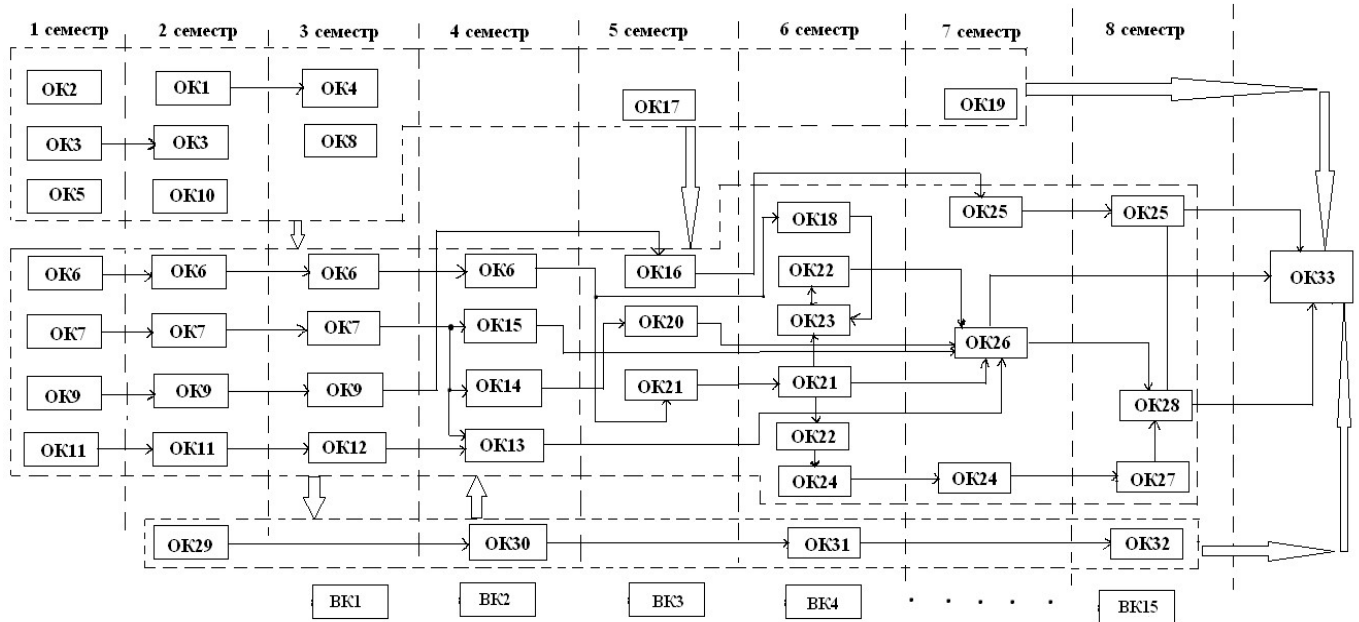 1 семестр 2 семестр 3 семестр 4 семестр 5 семестр 6 семестр 7 семестр 8 семестр
ОК2 ОК1 ОК4 ОК17 ОК19
ОК3 ОК3 ОК8
ОК5 ОК10
ОК18 ОК25 ОК25
ОК6 ОК6 ОК6 ОК6 ОК16 ОК22 ОК33
ОК7 ОК7 ОК7 ОК15 ОК20 ОК23 ОК26
ОК9 ОК9 ОК9 ОК14 ОК21 ОК21 ОК28
ОК11 ОК11 ОК12 ОК13 ОК22
ОК24 ОК24 ОК27
ОК29 ОК30 ОК31 ОК32
ВК1 ВК2 ВК3 ВК4 . . . . . ВК15